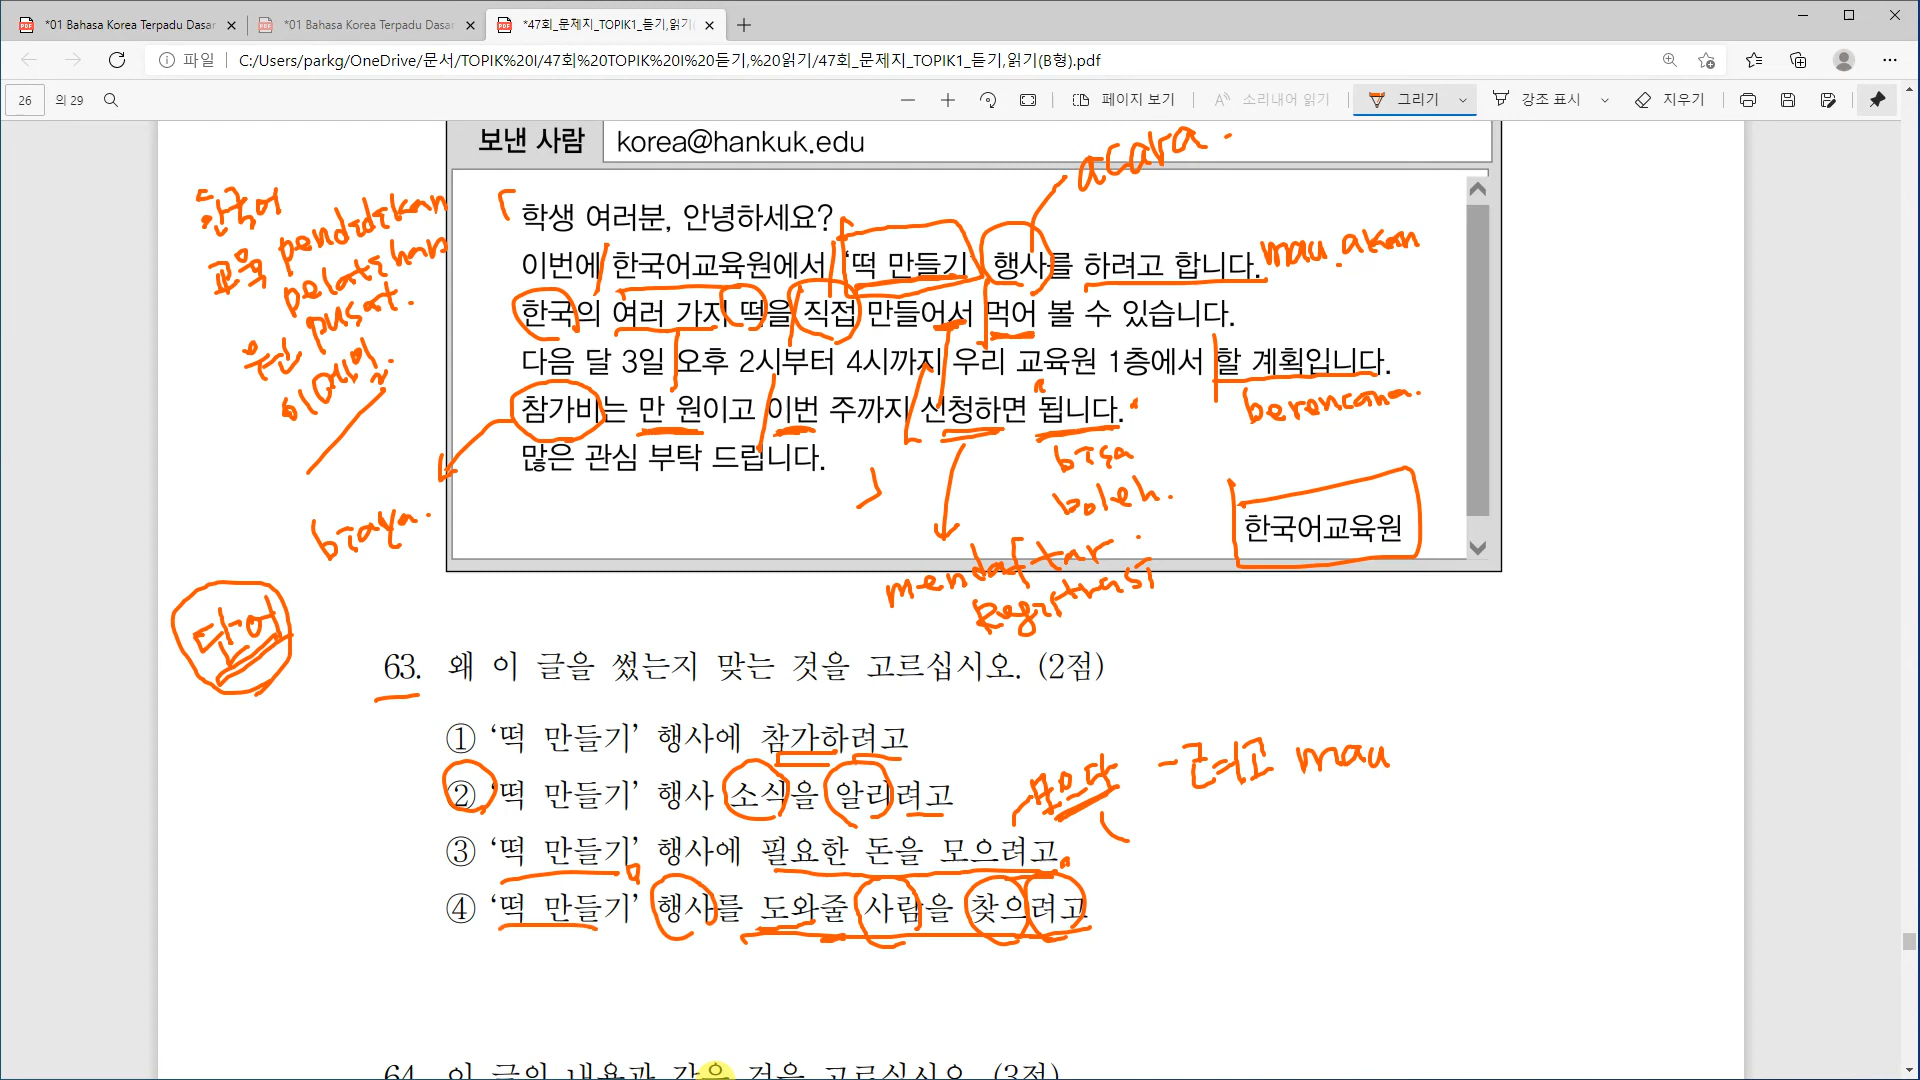 *01 Bahasa Korea Terpadu Dasar
*01 Bahasa Korea Terpadu Dasar
*47회_문제지_TOPIK1_듣기,읽기(
파일 C:/Users/parkg/OneDrive/문서/TOPIK%20I/47회%20TOPIK%20I%20듣기,%20읽기/47회_문제지_TOPIK1_듣기,읽기(B형).pdf
26 의 29 페이지 보기 소리내어 읽기 그리기 강조 표시 지우기
보낸 사람 korea@hankuk.edu
acara.
학생 여러분, 안녕하세요?
이번에 한국어교육원에서 '떡 만들기' 행사를 하려고 합니다. mau akan
한국의 여러 가지 떡을 직접 만들어서 먹어 볼 수 있습니다.
다음 달 3일 오후 2시부터 4시까지 우리 교육원 1층에서 할 계획입니다.
berencana.
참가비는 만 원이고 이번 주까지 신청하면 됩니다.
많은 관심 부탁 드립니다.
bisa
boleh.
한국어교육원
한국어
교육 pendidikan
pelatihan
원 pusat.
이메일
biaya.
mendaftar
Registrasi
단어
63. 왜 이 글을 썼는지 맞는 것을 고르십시오. (2점)
① '떡 만들기' 행사에 참가하려고
② '떡 만들기' 행사 소식을 알리려고
모으다 -려고 mau
③ '떡 만들기' 행사에 필요한 돈을 모으려고
④ '떡 만들기' 행사를 도와줄 사람을 찾으려고
64. 이 글의 내용과 같은 것을 고르십시오. (3점)